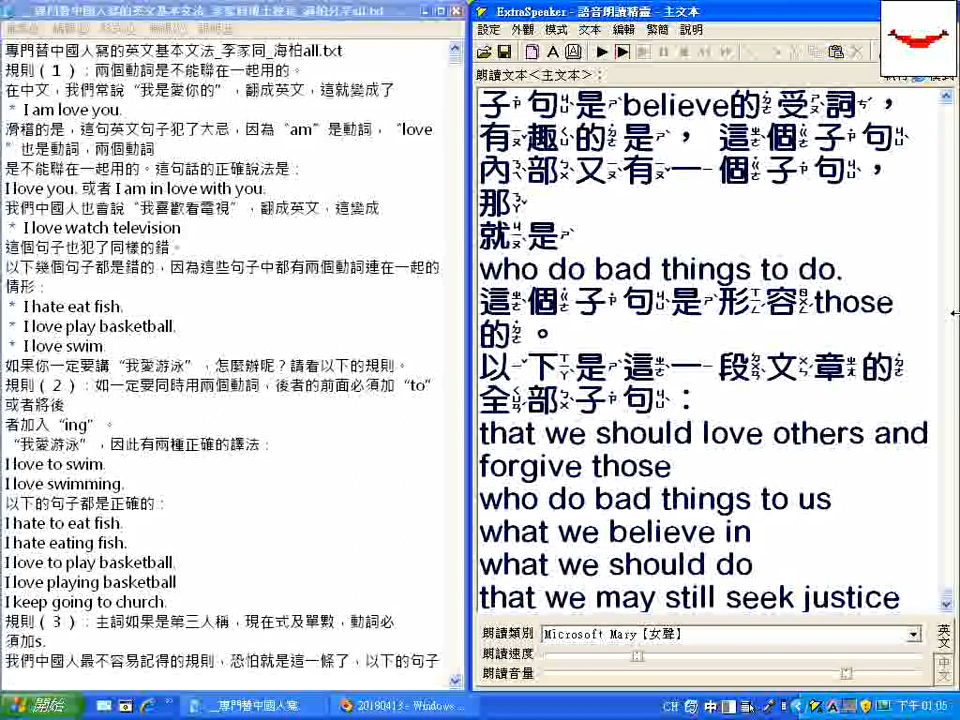 專門替中國人寫的英文基本文法_李家同_海柏all.txt
規則(1):兩個動詞是不能聯在一起用的。
在中文,我們常說“我是愛你的”,翻成英文,這就變成了
* I am love you.
滑稽的是,這句英文句子犯了大忌,因為“am”是動詞,“love
”也是動詞,兩個動詞
是不能聯在一起用的。這句話的正確說法是:
I love you. 或者 I am in love with you.
我們中國人也會說“我喜歡看電視”,翻成英文,這變成
* I love watch television
這個句子也犯了同樣的錯。
以下幾個句子都是錯的,因為這些句子中都有兩個動詞連在一起的
情形:
* I hate eat fish.
* I love play basketball.
* I love swim.
如果你一定要講“我愛游泳”,怎麼辦呢?請看以下的規則。
規則(2):如一定要同時用兩個動詞,後者的前面必須加“to”
或者將後
者加入“ing”。
“我愛游泳”,因此有兩種正確的譯法:
I love to swim.
I love swimming.
以下的句子都是正確的:
I hate to eat fish.
I hate eating fish.
I love to play basketball.
I love playing basketball
I keep going to church.
規則(3):主詞如果是第三人稱,現在式及單數,動詞必
須加s.
我們中國人最不容易記得的規則,恐怕就是這一條了,以下的句子
ExtraSpeaker - 語音朗讀精靈 - 主文本
設定 外觀 模式 文本 編輯 繁簡 說明
朗讀文本<主文本>:
子句是believe的受詞,
有趣的是,這個子句
內部又有一個子句,
那
就是
who do bad things to do.
這個子句是形容those
的。
以下是這一段文章的
全部子句:
that we should love others and
forgive those
who do bad things to us
what we believe in
what we should do
that we may still seek justice
朗讀類別 Microsoft Mary【女聲】
朗讀速度
朗讀音量
英文
中文
開始
_專門替中國人寫...
20180413 - Windows ...
CH 中
下午 01:05